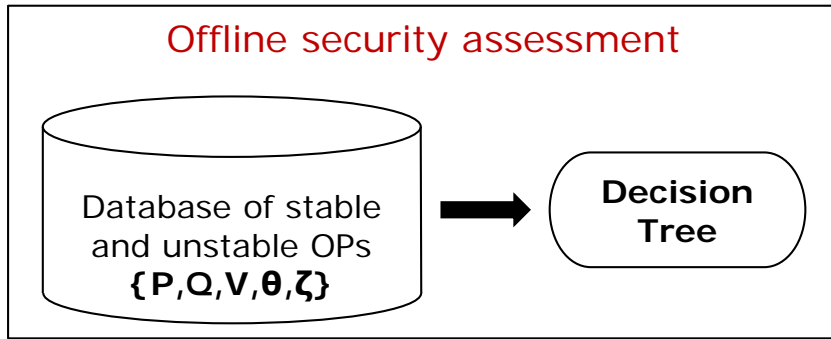 Offline security assessment
Database of stable
and unstable OPs
{P,Q,V,θ,ζ}
Decision
Tree